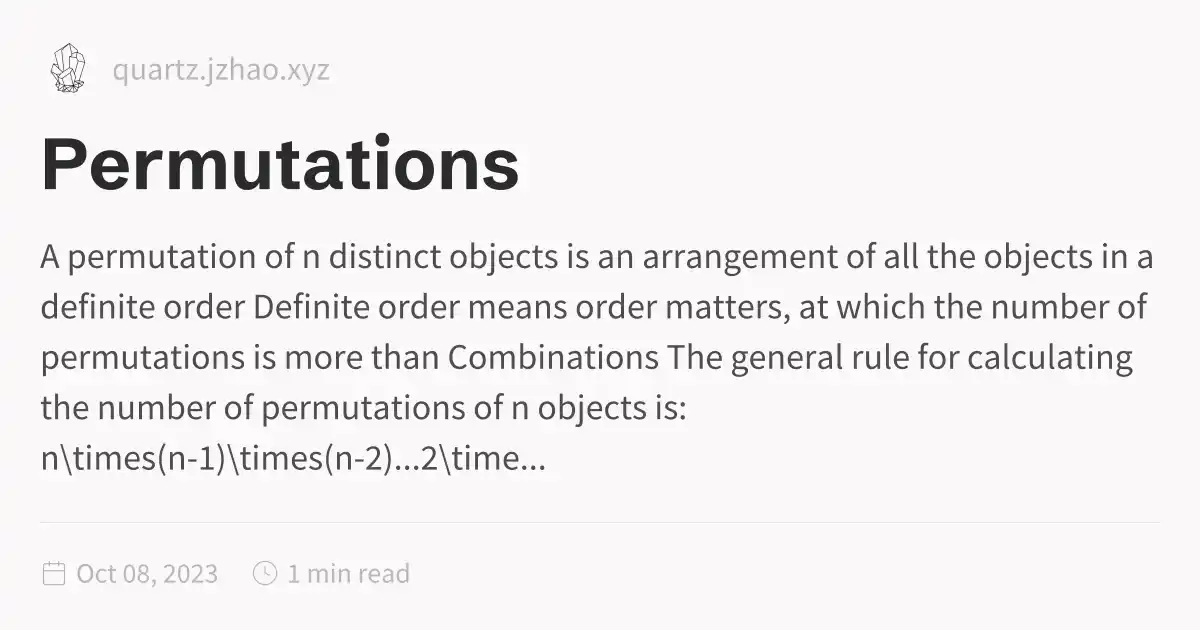 quartz.jzhao.xyz
Permutations
A permutation of n distinct objects is an arrangement of all the objects in a
definite order Definite order means order matters, at which the number of
permutations is more than Combinations The general rule for calculating
the number of permutations of n objects is:
n\times(n-1)\times(n-2)...2\time...
Oct 08, 2023 1 min read